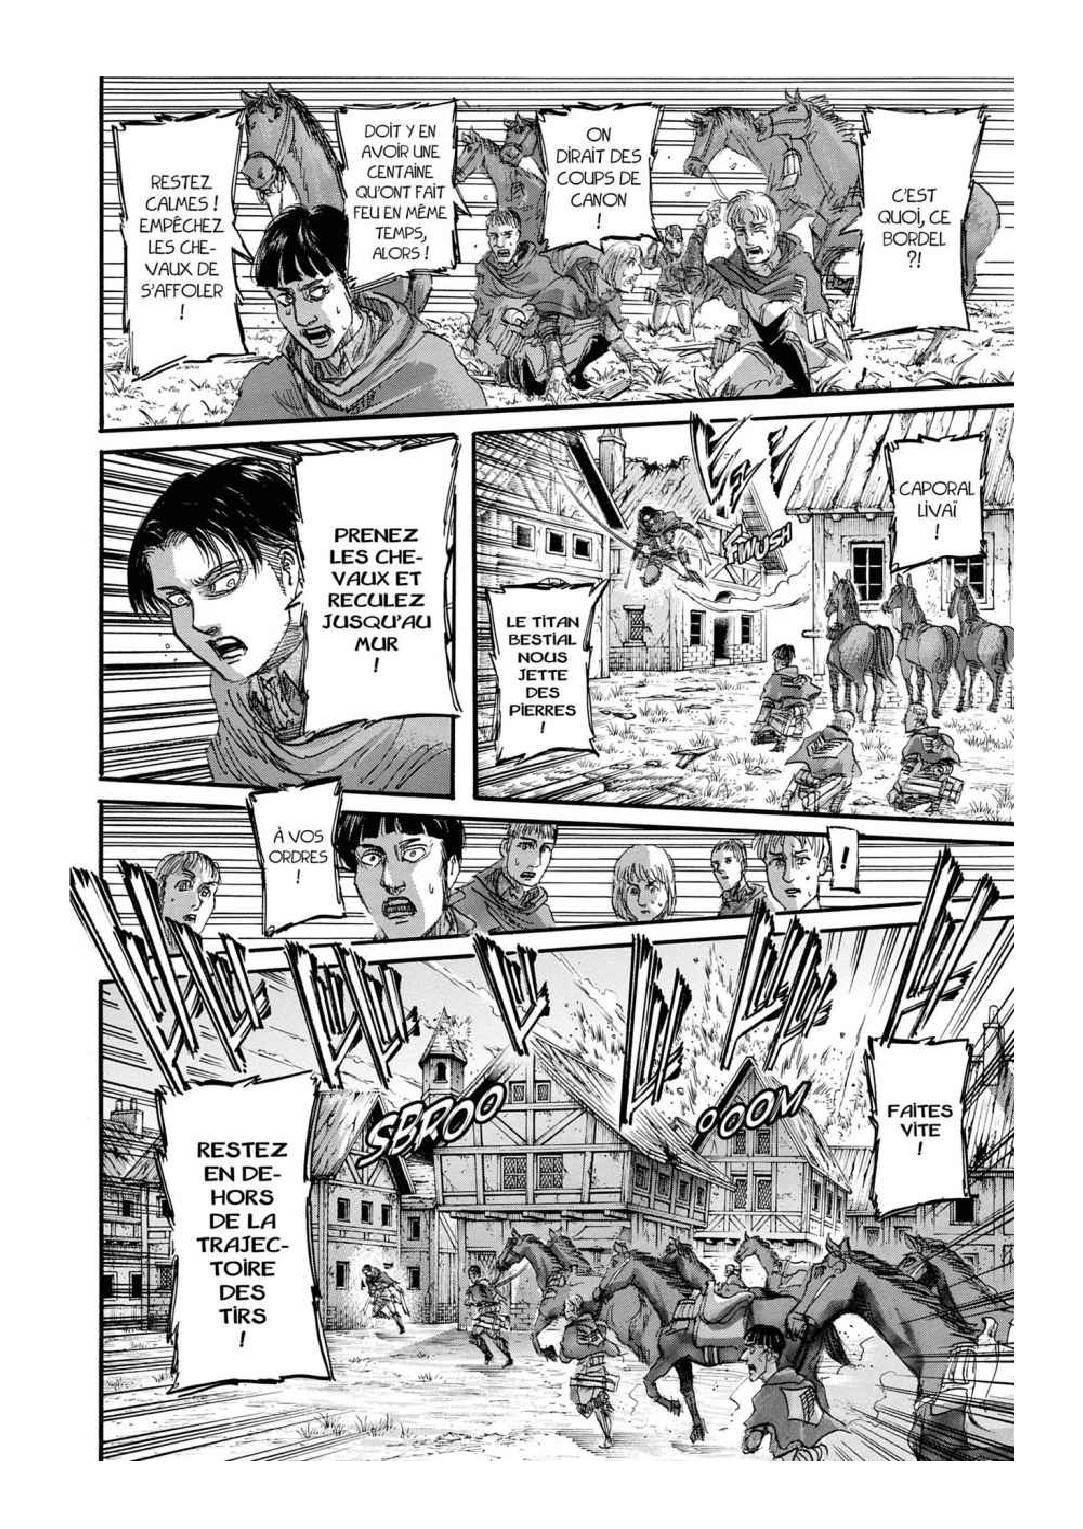 C'EST
QUOI, CE
BORDEL
?!
ON
DIRAIT DES
COUPS DE
CANON
!
DOIT Y EN
AVOIR UNE
CENTAINE
QU'ONT FAIT
FEU EN MÊME
TEMPS,
ALORS !
RESTEZ
CALMES !
EMPÊCHEZ
LES CHE-
VAUX DE
S'AFFOLER
!
CAPORAL
LIVAÏ
!
FWUSH
LE TITAN
BESTIAL
NOUS
JETTE
DES
PIERRES
!
PRENEZ
LES CHE-
VAUX ET
RECULEZ
JUSQU'AU
MUR
!
!
À VOS
ORDRES
!
FAITES
VITE
!
SBROO
OOOM
RESTEZ
EN DE-
HORS
DE LA
TRAJEC-
TOIRE
DES
TIRS
!